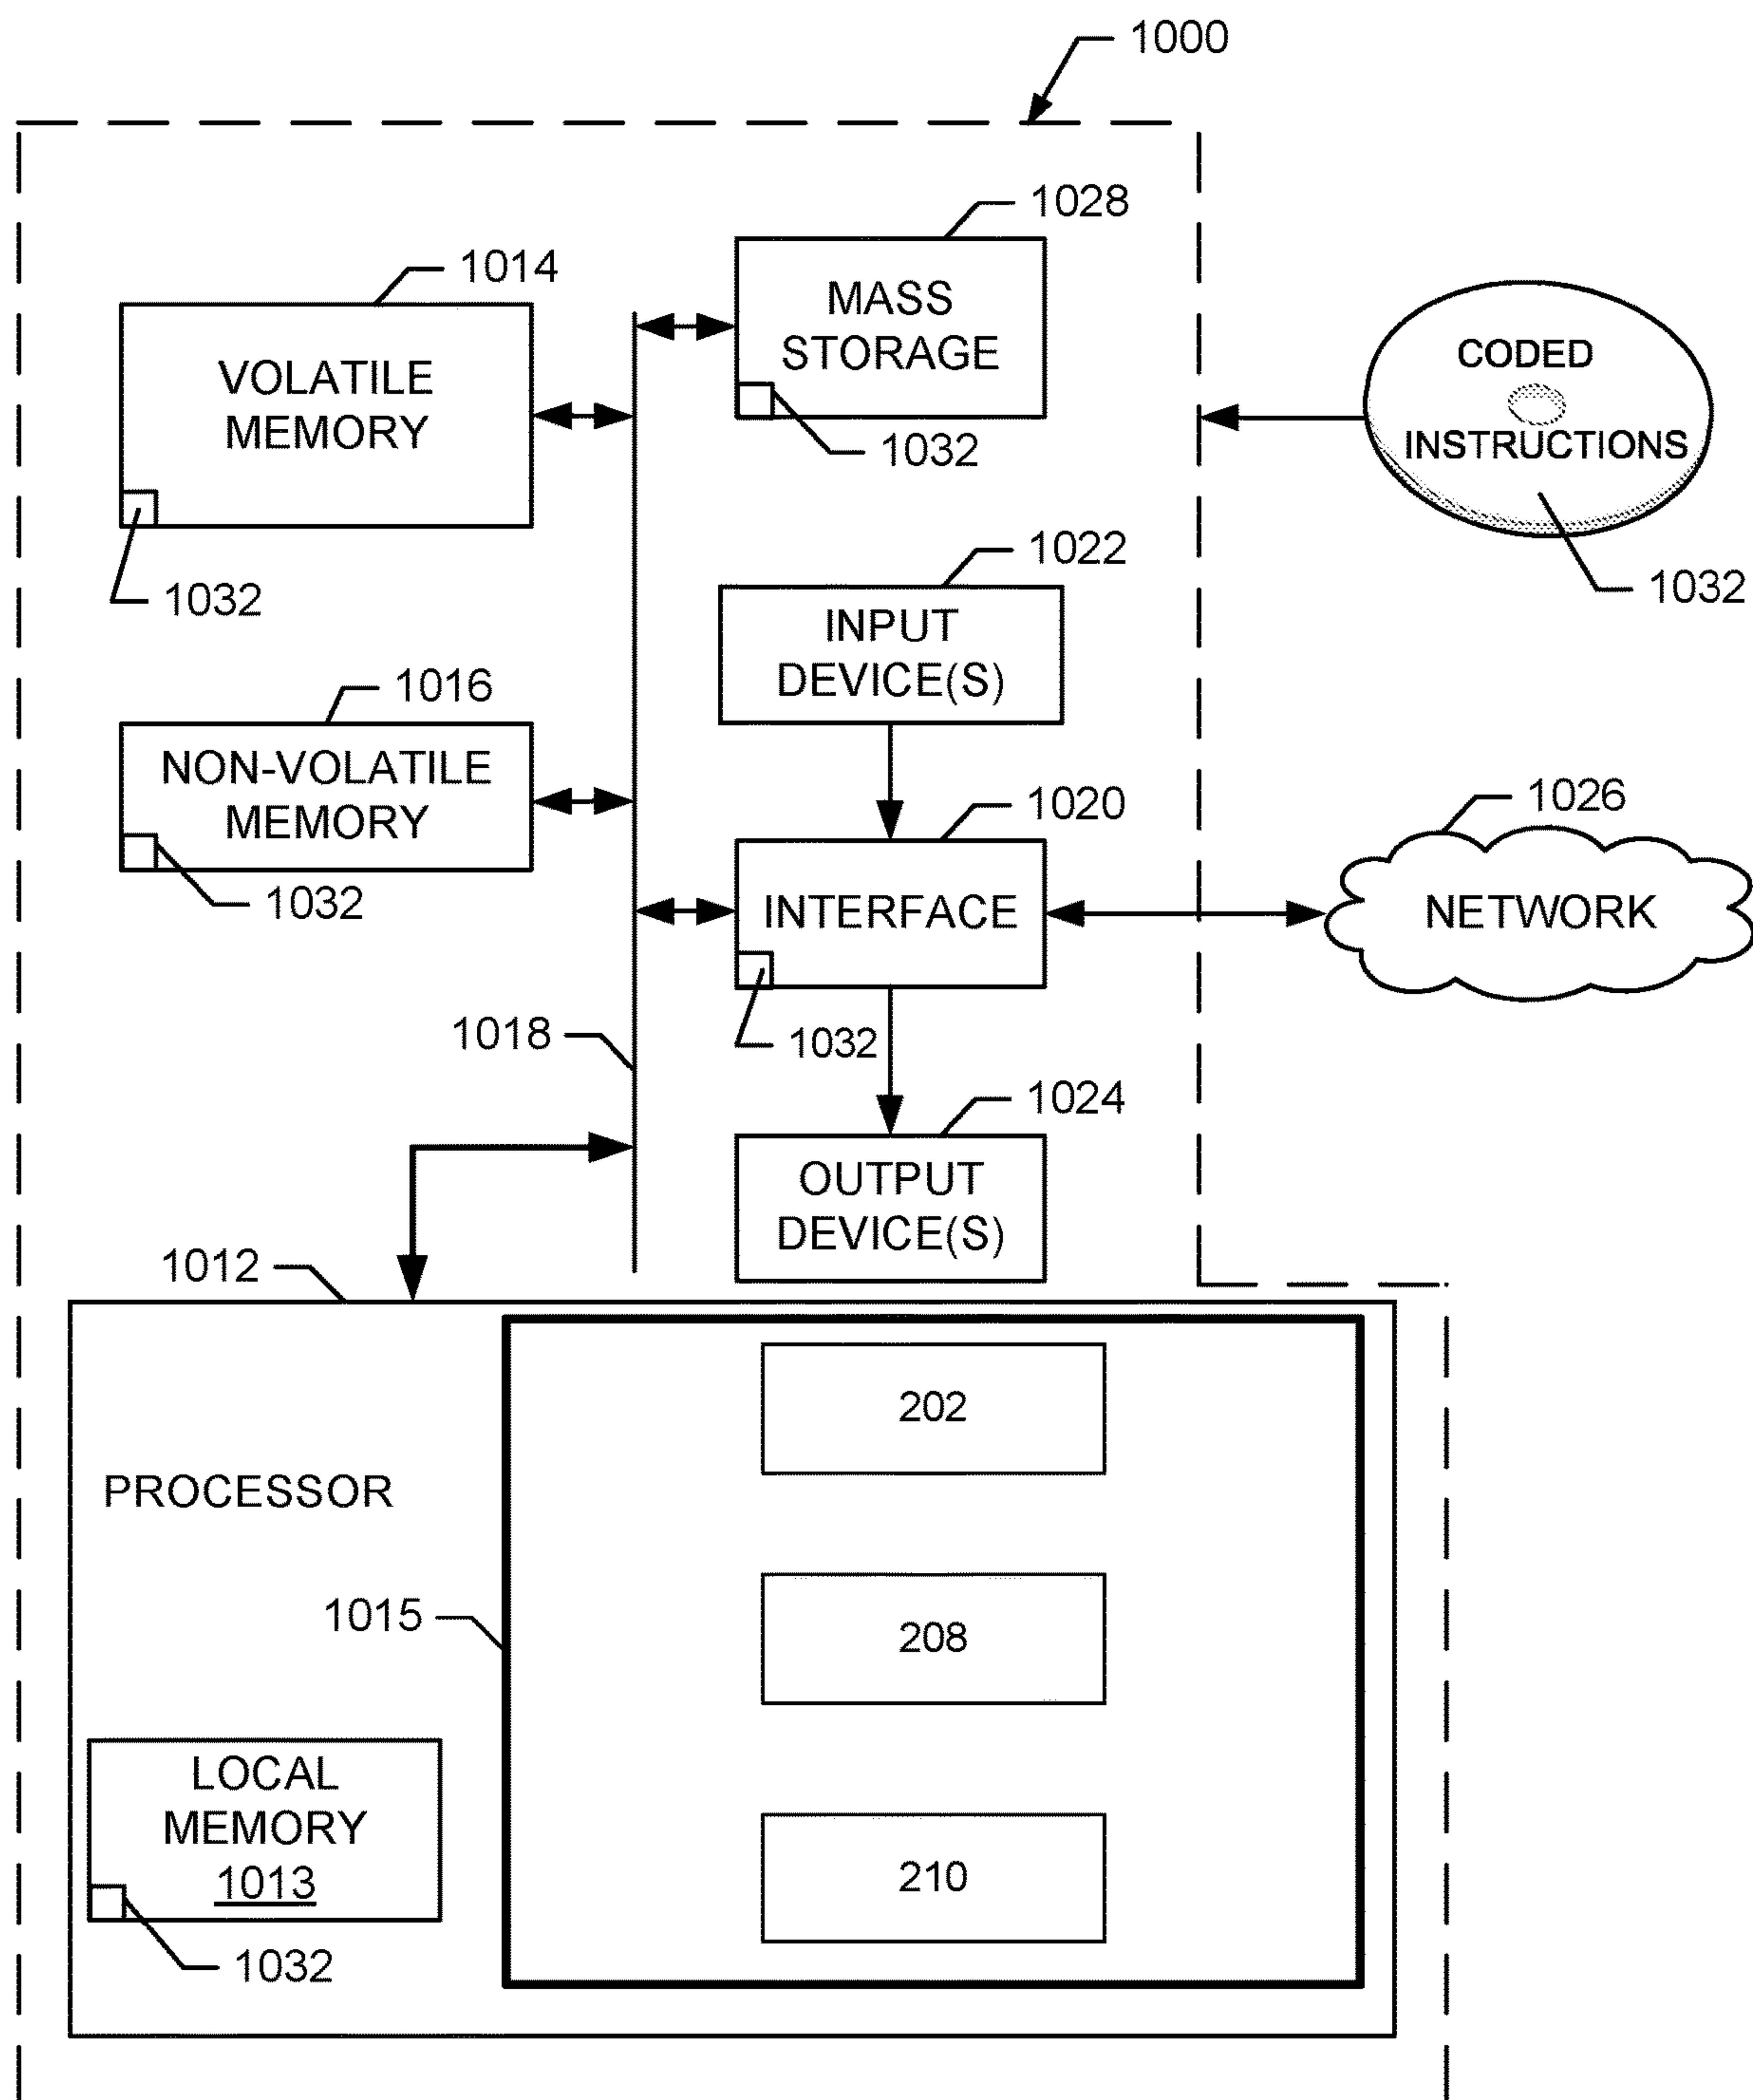 1000
1028
1014
MASS
STORAGE
VOLATILE
MEMORY
CODED
INSTRUCTIONS
1032
1022
1032
1032
INPUT
DEVICE(S)
1016
1020
1026
NON-VOLATILE
MEMORY
1032
INTERFACE
NETWORK
1018
1032
1024
OUTPUT
DEVICE(S)
1012
202
PROCESSOR
1015
208
LOCAL
MEMORY
1013
210
1032